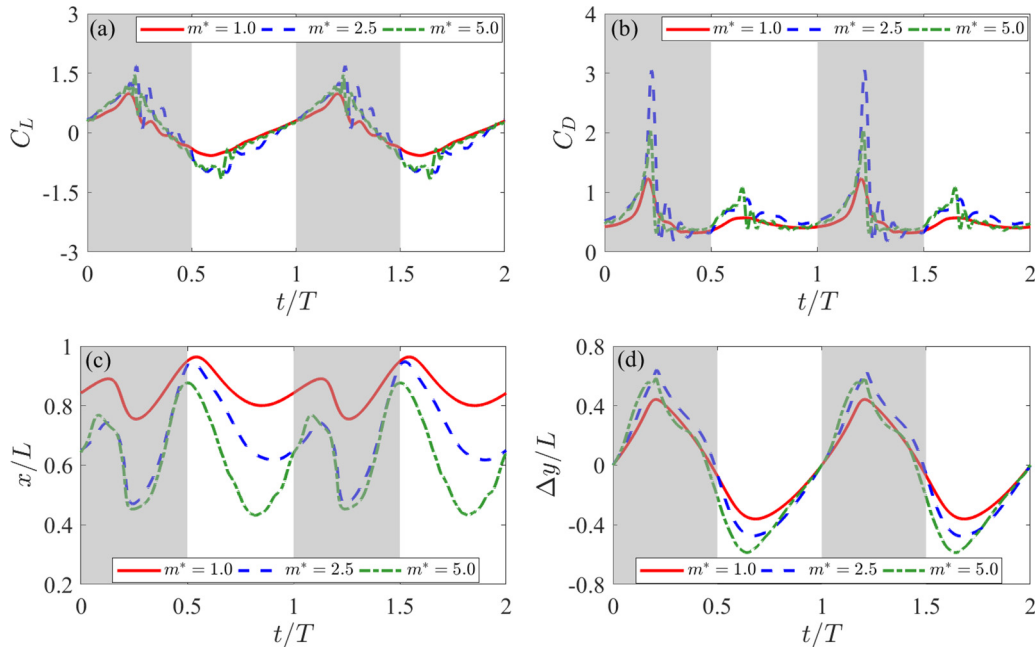 (a)
m* = 1.0 m* = 2.5 m* = 5.0
3
1.5
0
-1.5
-3
C_L
0 0.5 1 1.5 2
t/T
(b)
m* = 1.0 m* = 2.5 m* = 5.0
4
3
2
1
0
C_D
0 0.5 1 1.5 2
t/T
(c)
1
0.8
0.6
0.4
0.2
x/L
m* = 1.0 m* = 2.5 m* = 5.0
0 0.5 1 1.5 2
t/T
(d)
0.8
0.4
0
-0.4
-0.8
Δy/L
m* = 1.0 m* = 2.5 m* = 5.0
0 0.5 1 1.5 2
t/T